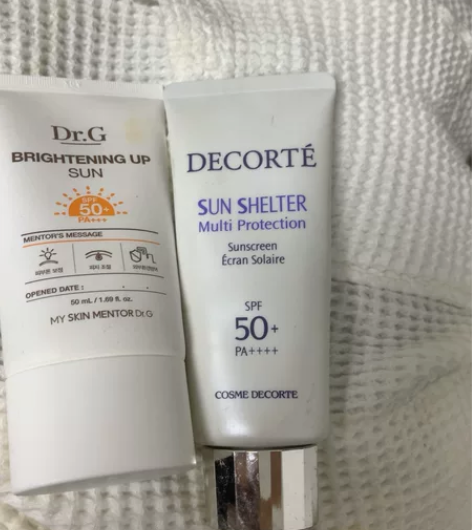 Dr.G
BRIGHTENING UP
SUN
SPF
50+
PA+++
MENTOR'S MESSAGE
OPENED DATE : . .
50 mL / 1.69 fl. oz.
MY SKIN MENTOR Dr.G
DECORTÉ
SUN SHELTER
Multi Protection
Sunscreen
Écran Solaire
SPF
50+
PA++++
COSME DECORTE